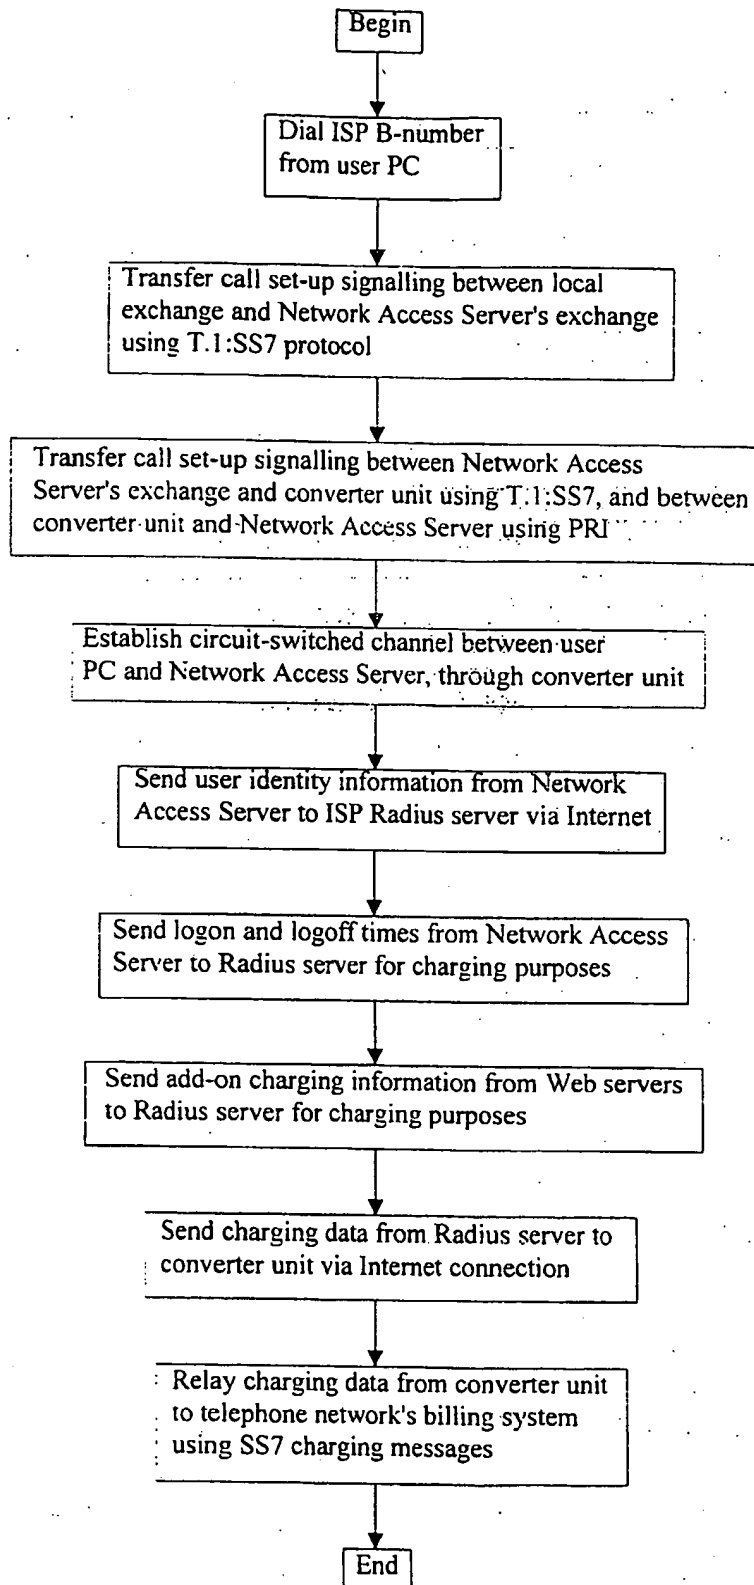 Begin
Dial ISP B-number
from user PC
Transfer call set-up signalling between local
exchange and Network Access Server's exchange
using T.1:SS7 protocol
Transfer call set-up signalling between Network Access
Server's exchange and converter unit using T.1:SS7, and between
converter unit and Network Access Server using PRI
Establish circuit-switched channel between user
PC and Network Access Server, through converter unit
Send user identity information from Network
Access Server to ISP Radius server via Internet
Send logon and logoff times from Network Access
Server to Radius server for charging purposes
Send add-on charging information from Web servers
to Radius server for charging purposes
Send charging data from Radius server to
converter unit via Internet connection
Relay charging data from converter unit
to telephone network's billing system
using SS7 charging messages
End